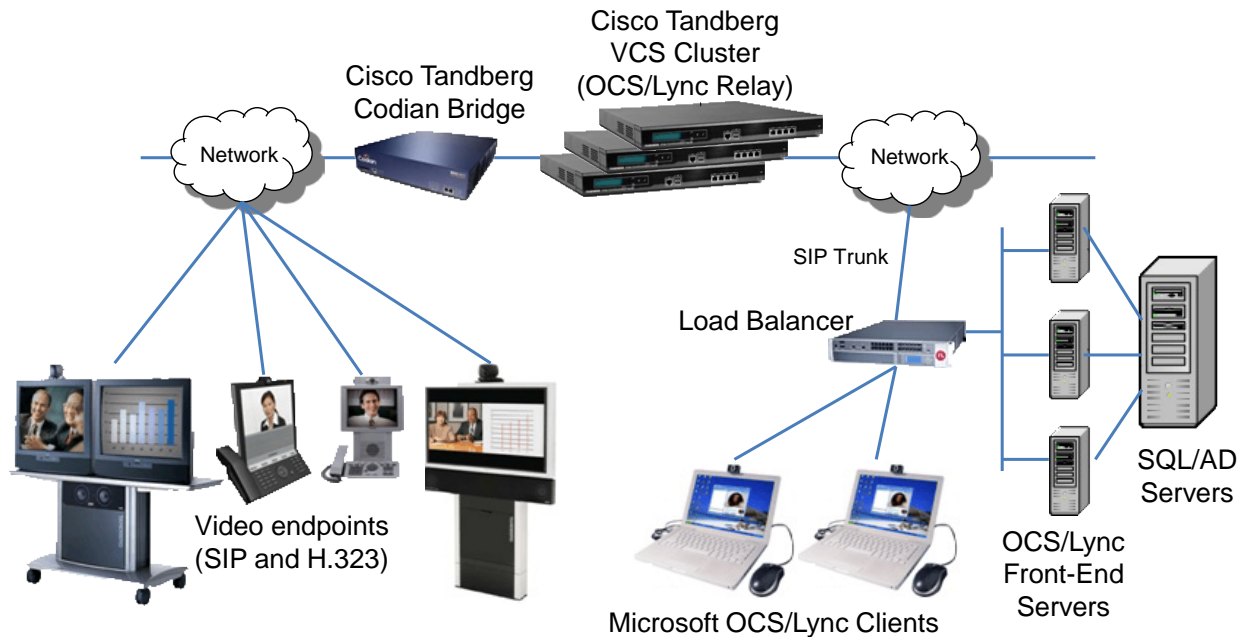 Cisco Tandberg
VCS Cluster
(OCS/Lync Relay)
Cisco Tandberg
Codian Bridge
Network
Network
Codian
SIP Trunk
Load Balancer
Video endpoints
(SIP and H.323)
Microsoft OCS/Lync Clients
OCS/Lync
Front-End
Servers
SQL/AD
Servers